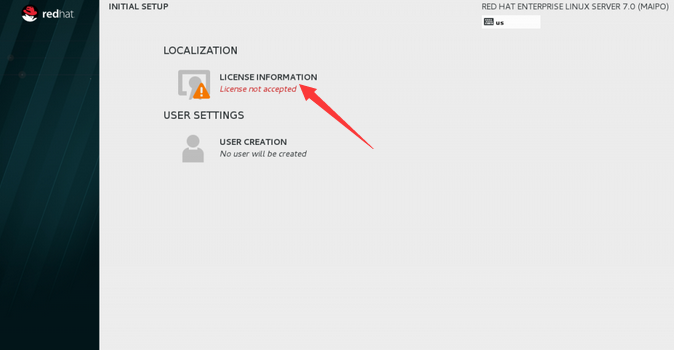 redhat
INITIAL SETUP
RED HAT ENTERPRISE LINUX SERVER 7.0 (MAIPO)
us
LOCALIZATION
LICENSE INFORMATION
License not accepted
USER SETTINGS
USER CREATION
No user will be created